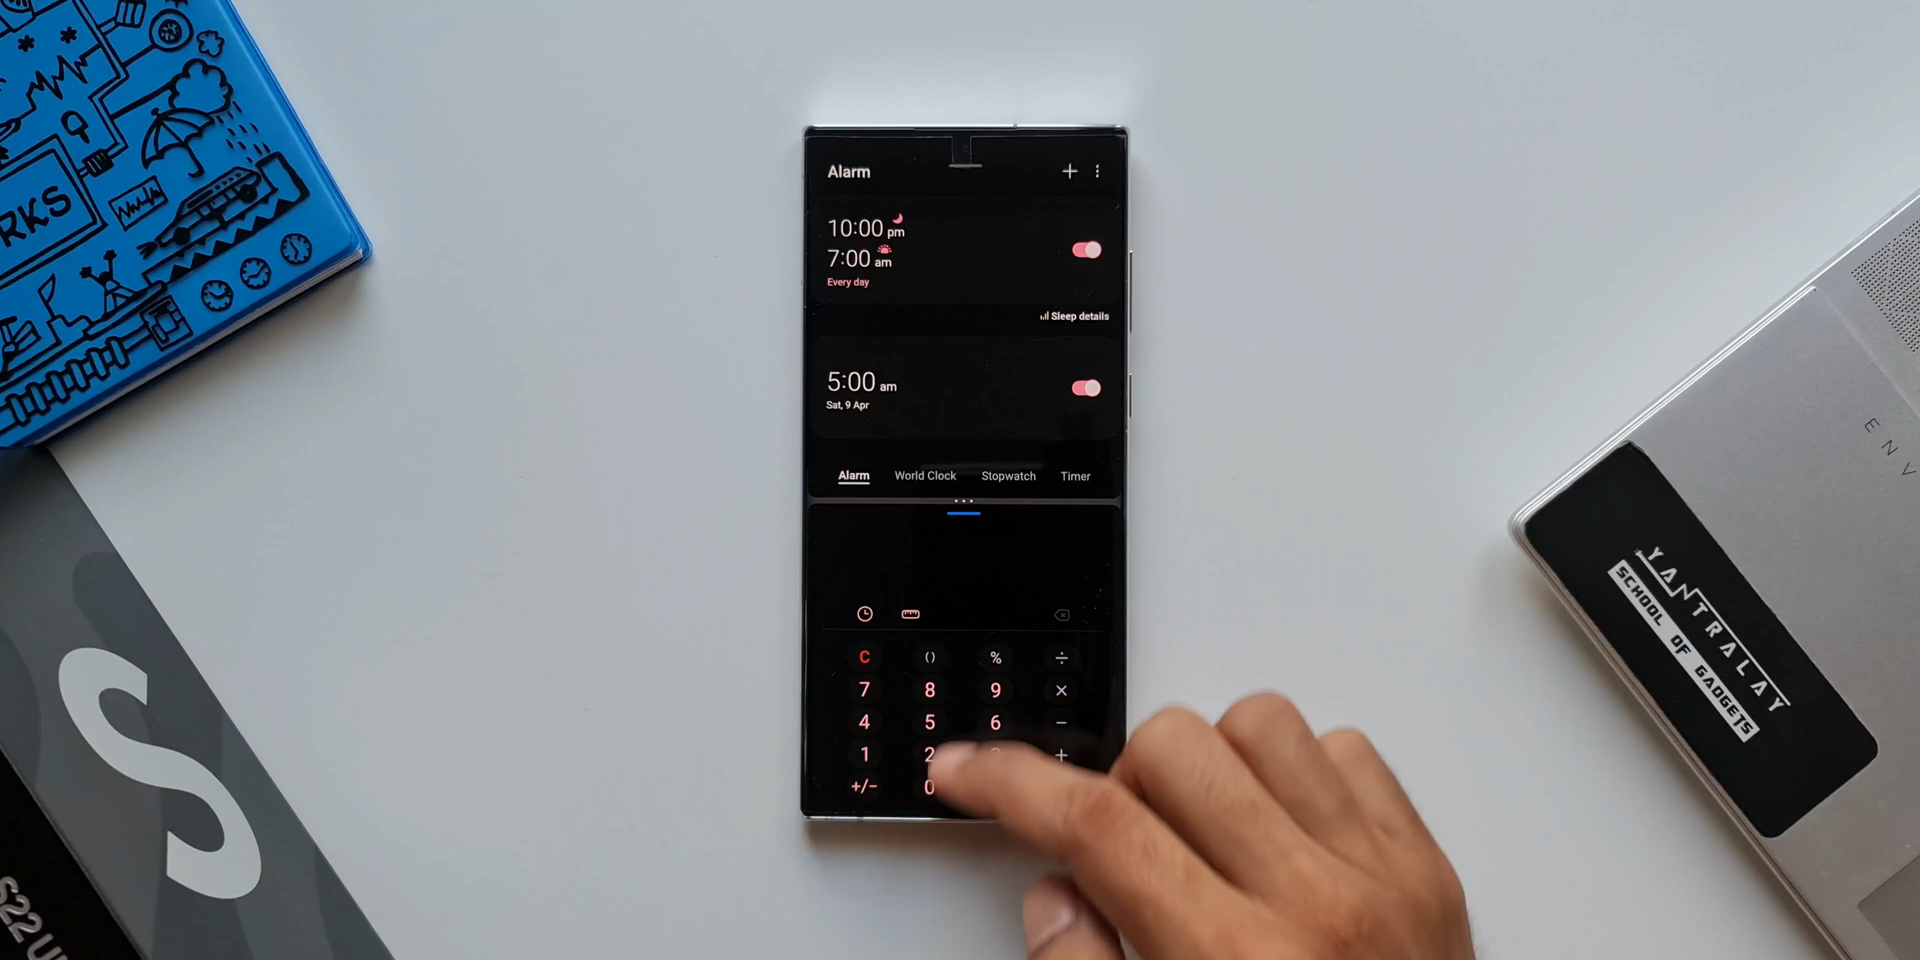 RKS
Alarm
10:00 pm
7:00 am
Every day
Sleep details
5:00 am
Sat, 9 Apr
Alarm World Clock Stopwatch Timer
C () % ÷
7 8 9 ×
4 5 6 −
1 2 +
+/− 0
S
S22 U
ENV
YANTRALAY
SCHOOL OF GADGETS